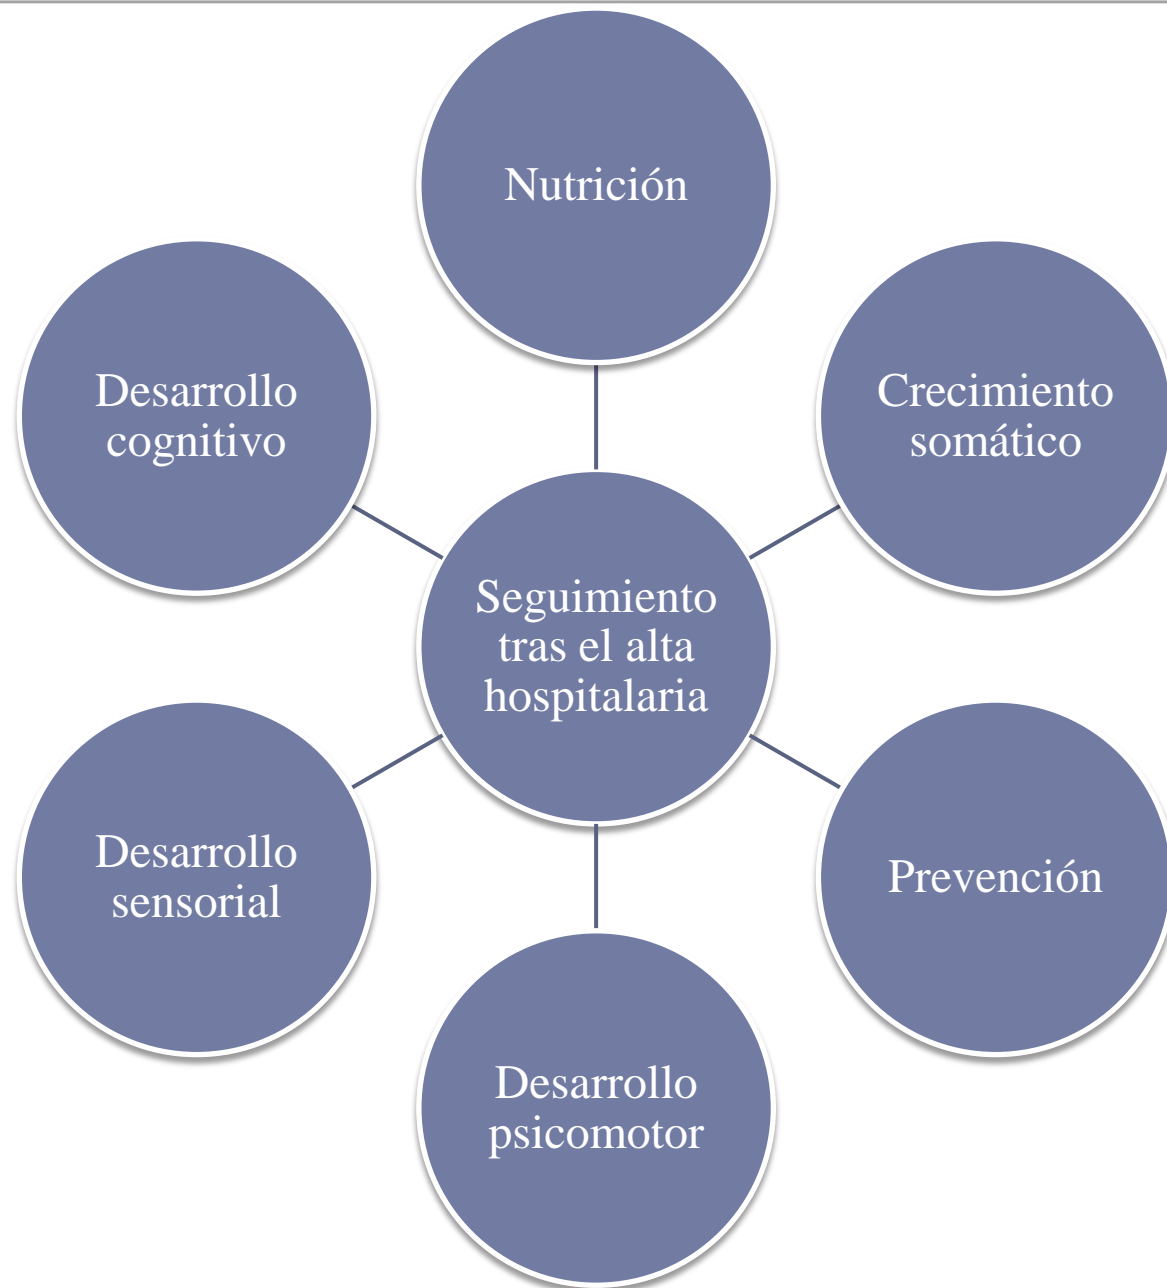 Nutrición
Crecimiento
somático
Prevención
Desarrollo
psicomotor
Desarrollo
sensorial
Desarrollo
cognitivo
Seguimiento
tras el alta
hospitalaria